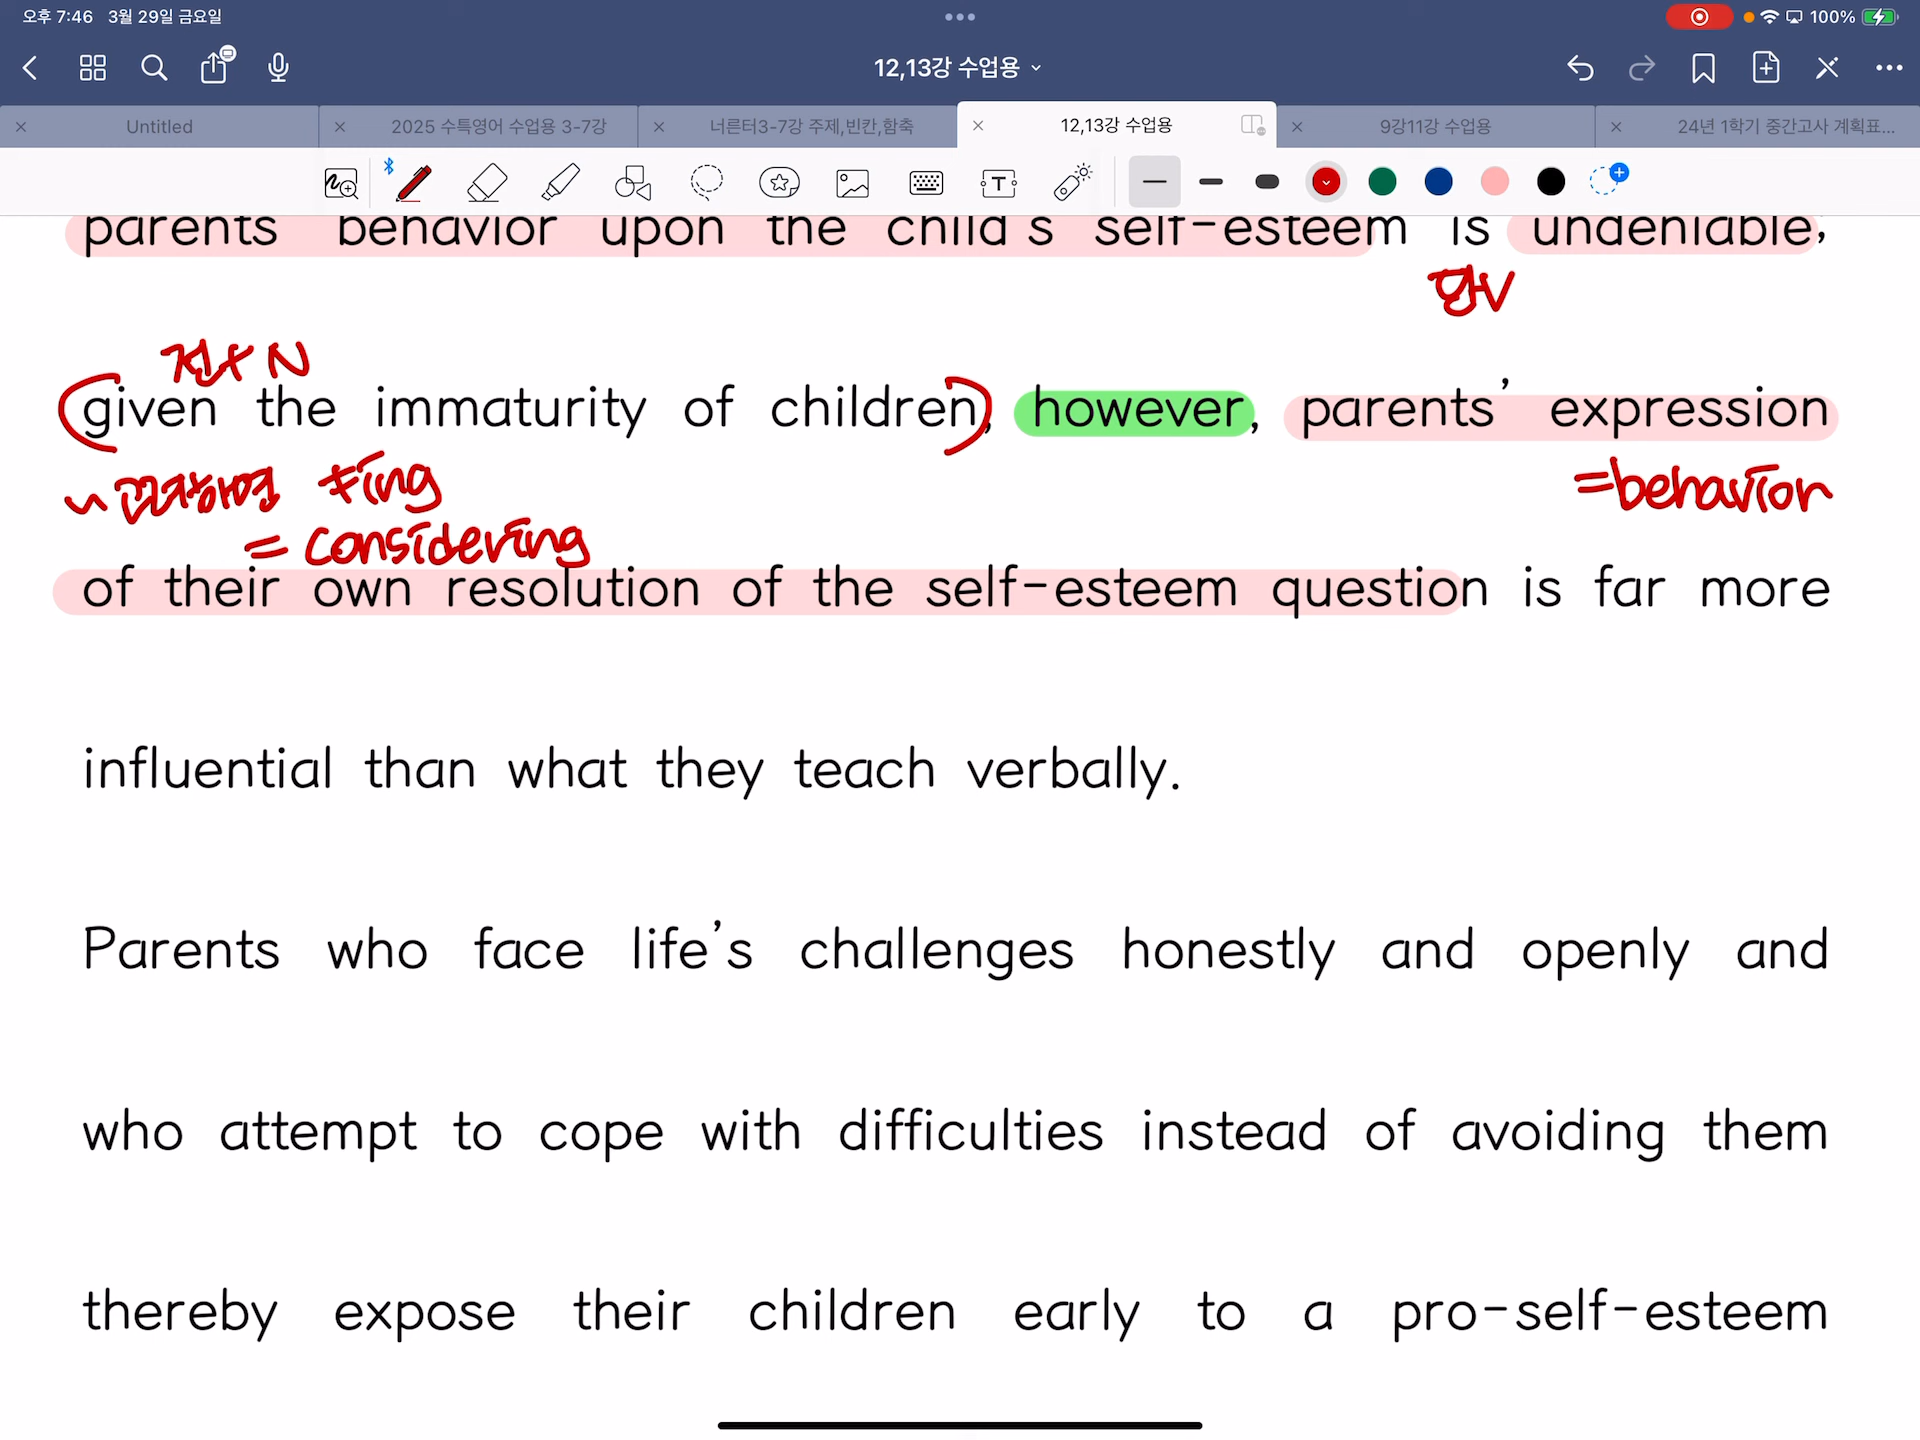 오후 7:46 3월 29일 금요일
100%
12,13강 수업용
Untitled
2025 수특영어 수업용 3-7강
너른터3-7강 주제,빈칸,함축
12,13강 수업용
9강11강 수업용
24년 1학기 중간고사 계획표...
parents behavior upon the child's self-esteem is undeniable;
단V
전+N
given the immaturity of children, however, parents' expression
~ 고려하면 ving
=behavior
= considering
of their own resolution of the self-esteem question is far more
influential than what they teach verbally.
Parents who face life's challenges honestly and openly and
who attempt to cope with difficulties instead of avoiding them
thereby expose their children early to a pro-self-esteem